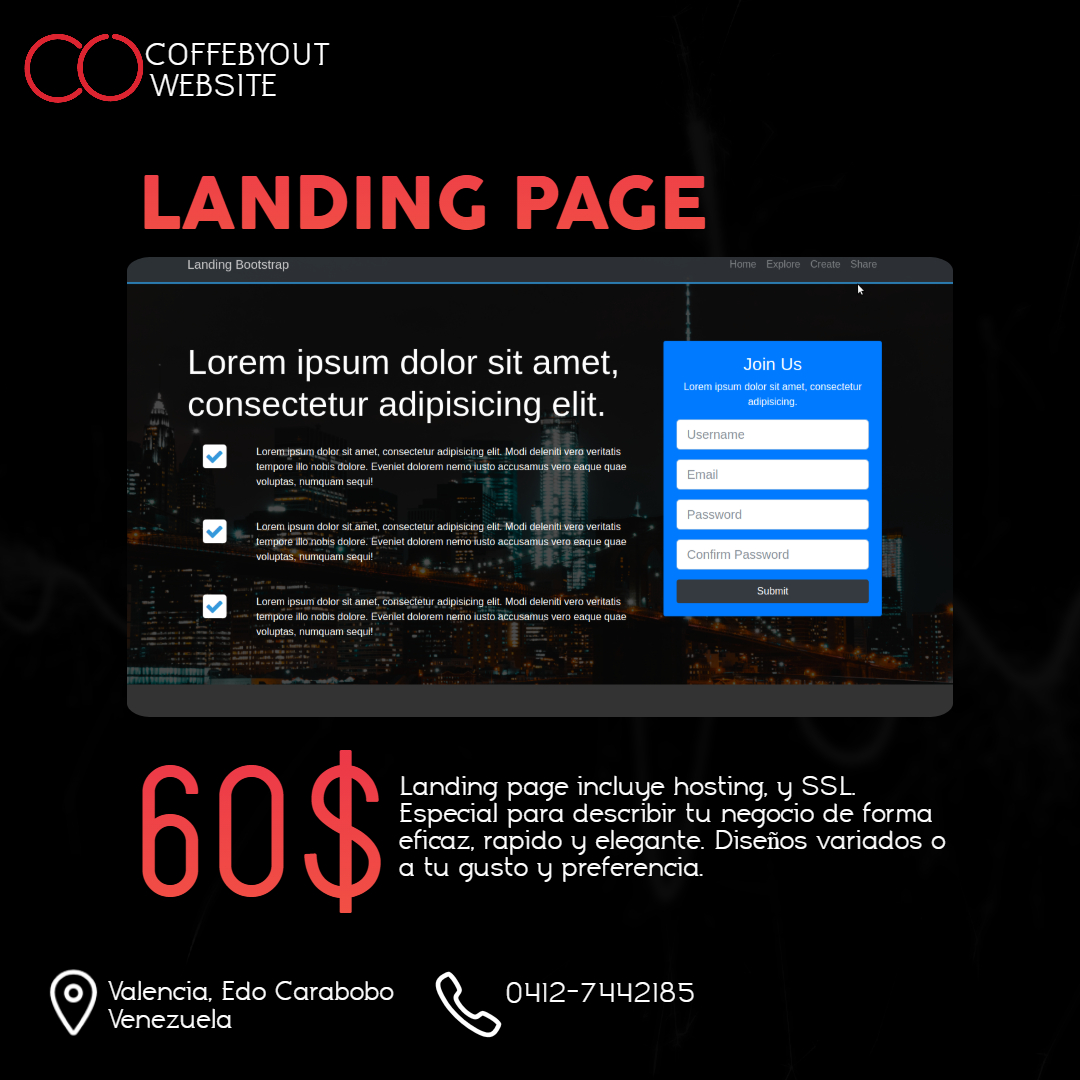 COFFEBYOUT
WEBSITE
LANDING PAGE
Landing Bootstrap
Home Explore Create Share
Lorem ipsum dolor sit amet,
consectetur adipisicing elit.
Lorem ipsum dolor sit amet, consectetur adipisicing elit. Modi deleniti vero veritatis
tempore illo nobis dolore. Eveniet dolorem nemo iusto accusamus vero eaque quae
voluptas, numquam sequi!
Lorem ipsum dolor sit amet, consectetur adipisicing elit. Modi deleniti vero veritatis
tempore illo nobis dolore. Eveniet dolorem nemo iusto accusamus vero eaque quae
voluptas, numquam sequi!
Lorem ipsum dolor sit amet, consectetur adipisicing elit. Modi deleniti vero veritatis
tempore illo nobis dolore. Eveniet dolorem nemo iusto accusamus vero eaque quae
voluptas, numquam sequi!
Join Us
Lorem ipsum dolor sit amet, consectetur
adipisicing.
Username
Email
Password
Confirm Password
Submit
60$
Landing page incluye hosting, y SSL.
Especial para describir tu negocio de forma
eficaz, rapido y elegante. Diseños variados o
a tu gusto y preferencia.
Valencia, Edo Carabobo
Venezuela
0412-7442185